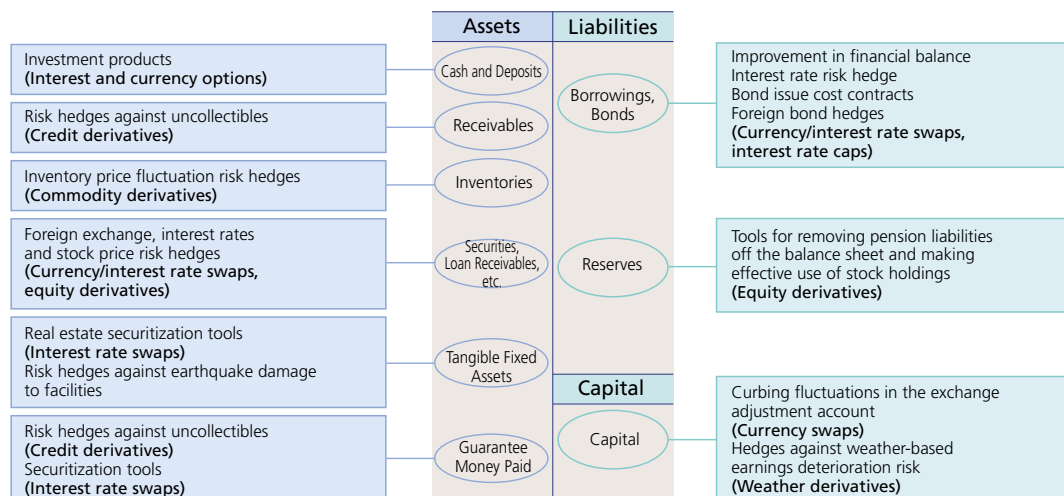 Assets
Liabilities
Investment products
(Interest and currency options)
Cash and Deposits
Risk hedges against uncollectibles
(Credit derivatives)
Receivables
Inventory price fluctuation risk hedges
(Commodity derivatives)
Inventories
Foreign exchange, interest rates
and stock price risk hedges
(Currency/interest rate swaps,
equity derivatives)
Securities,
Loan Receivables,
etc.
Real estate securitization tools
(Interest rate swaps)
Risk hedges against earthquake damage
to facilities
Tangible Fixed
Assets
Risk hedges against uncollectibles
(Credit derivatives)
Securitization tools
(Interest rate swaps)
Guarantee
Money Paid
Borrowings,
Bonds
Improvement in financial balance
Interest rate risk hedge
Bond issue cost contracts
Foreign bond hedges
(Currency/interest rate swaps,
interest rate caps)
Reserves
Tools for removing pension liabilities
off the balance sheet and making
effective use of stock holdings
(Equity derivatives)
Capital
Capital
Curbing fluctuations in the exchange
adjustment account
(Currency swaps)
Hedges against weather-based
earnings deterioration risk
(Weather derivatives)